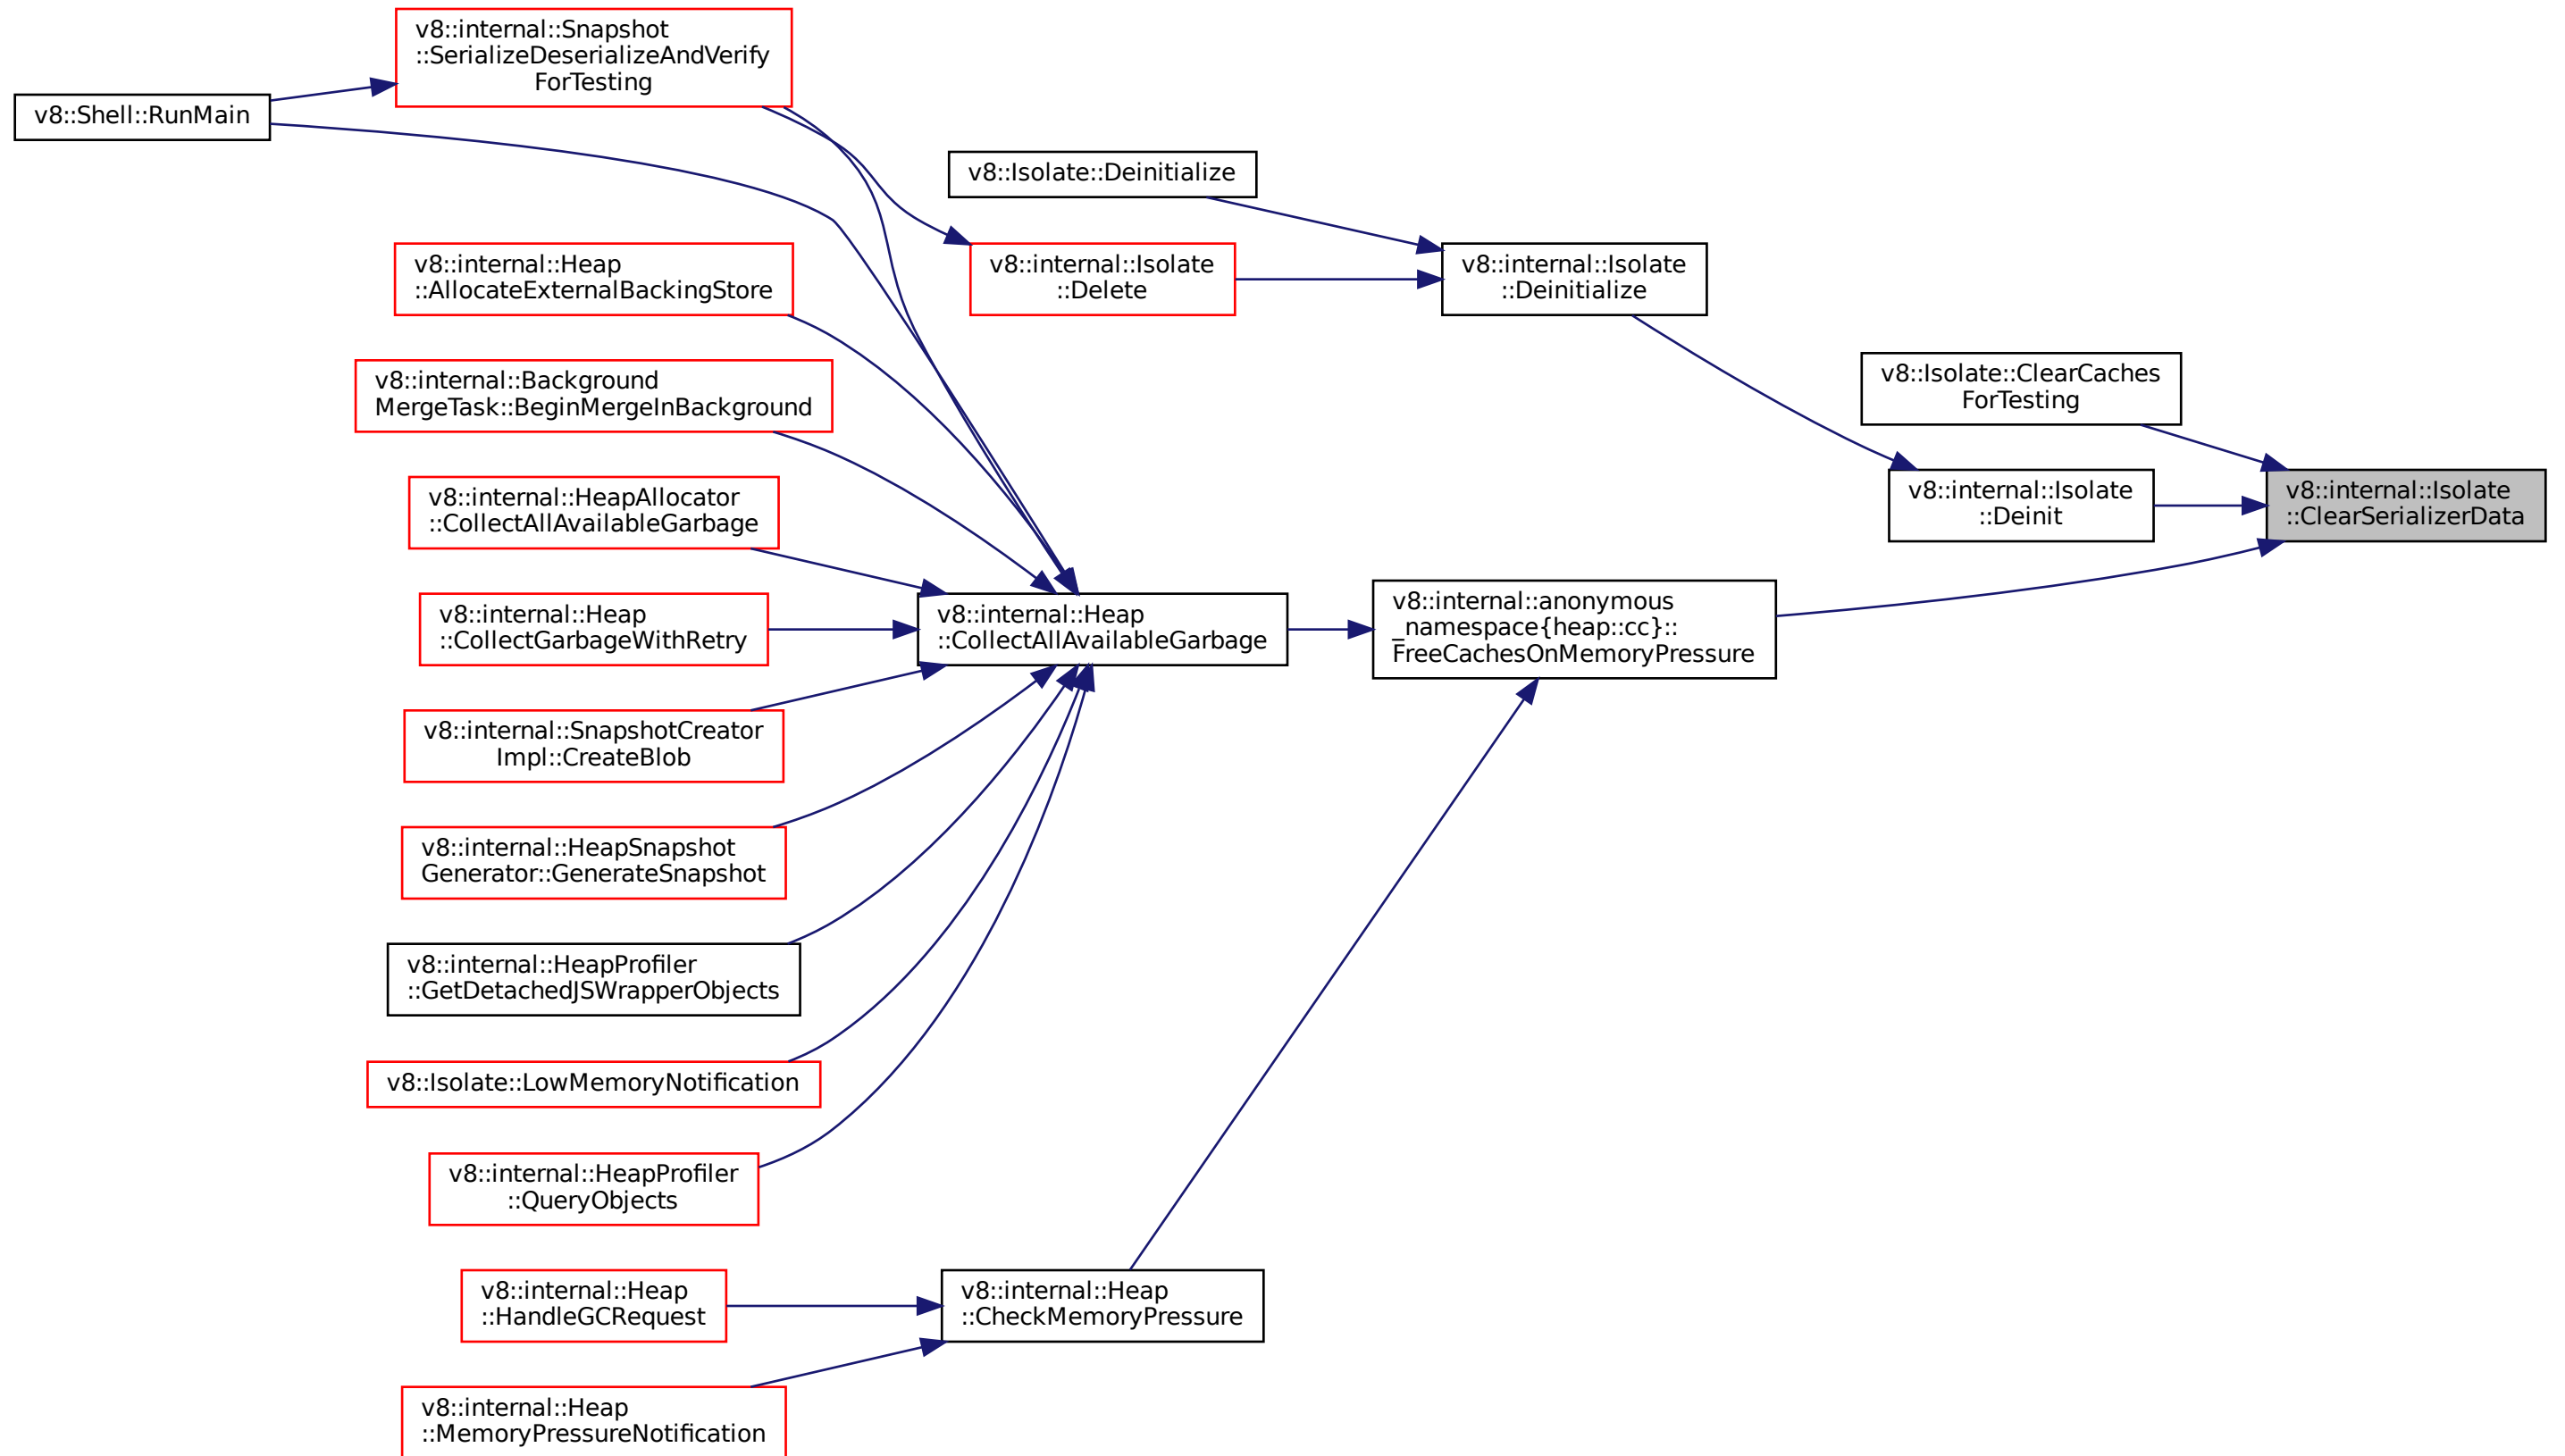 v8::internal::Snapshot
::SerializeDeserializeAndVerify
ForTesting
v8::Shell::RunMain
v8::Isolate::Deinitialize
v8::internal::Heap
::AllocateExternalBackingStore
v8::internal::Isolate
::Delete
v8::internal::Isolate
::Deinitialize
v8::internal::Background
MergeTask::BeginMergeInBackground
v8::Isolate::ClearCaches
ForTesting
v8::internal::HeapAllocator
::CollectAllAvailableGarbage
v8::internal::Isolate
::Deinit
v8::internal::Isolate
::ClearSerializerData
v8::internal::Heap
::CollectGarbageWithRetry
v8::internal::Heap
::CollectAllAvailableGarbage
v8::internal::anonymous
_namespace{heap::cc}::
FreeCachesOnMemoryPressure
v8::internal::SnapshotCreator
Impl::CreateBlob
v8::internal::HeapSnapshot
Generator::GenerateSnapshot
v8::internal::HeapProfiler
::GetDetachedJSWrapperObjects
v8::Isolate::LowMemoryNotification
v8::internal::HeapProfiler
::QueryObjects
v8::internal::Heap
::HandleGCRequest
v8::internal::Heap
::CheckMemoryPressure
v8::internal::Heap
::MemoryPressureNotification